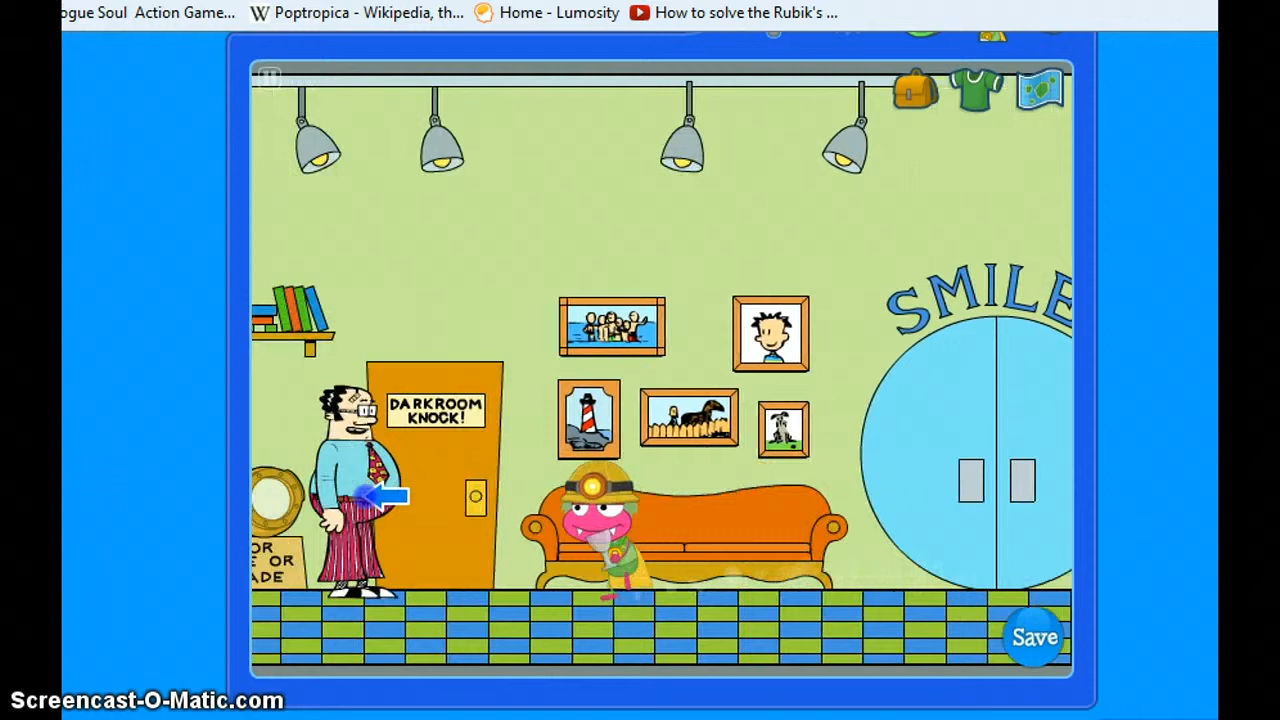 ogue Soul Action Game...
Poptropica - Wikipedia, th...
Home - Lumosity
How to solve the Rubik's ...
SMILE
DARKROOM
KNOCK!
OR
OR
ADE
Save
Screencast-O-Matic.com